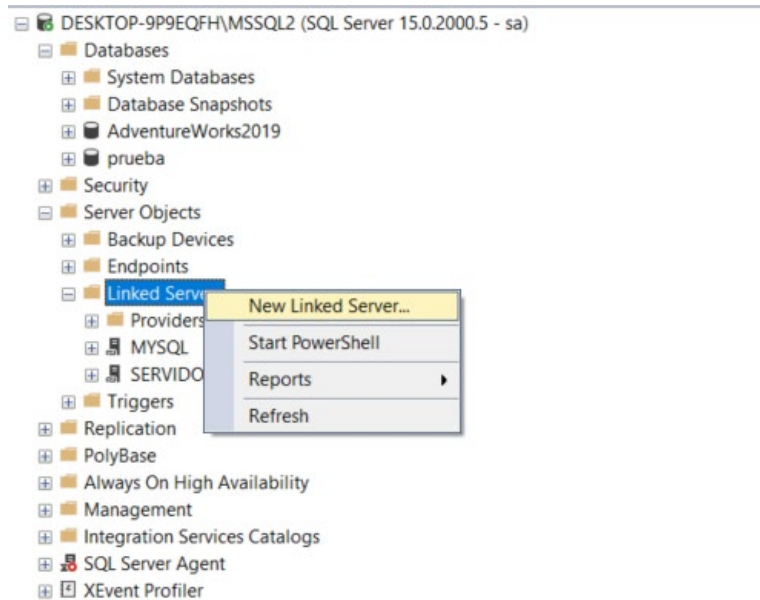 DESKTOP-9P9EQFH\MSSQL2 (SQL Server 15.0.2000.5 - sa)
Databases
System Databases
Database Snapshots
AdventureWorks2019
prueba
Security
Server Objects
Backup Devices
Endpoints
Linked Serve
New Linked Server...
Providers
Start PowerShell
MYSQL
SERVIDO
Reports
Triggers
Refresh
Replication
PolyBase
Always On High Availability
Management
Integration Services Catalogs
SQL Server Agent
XEvent Profiler